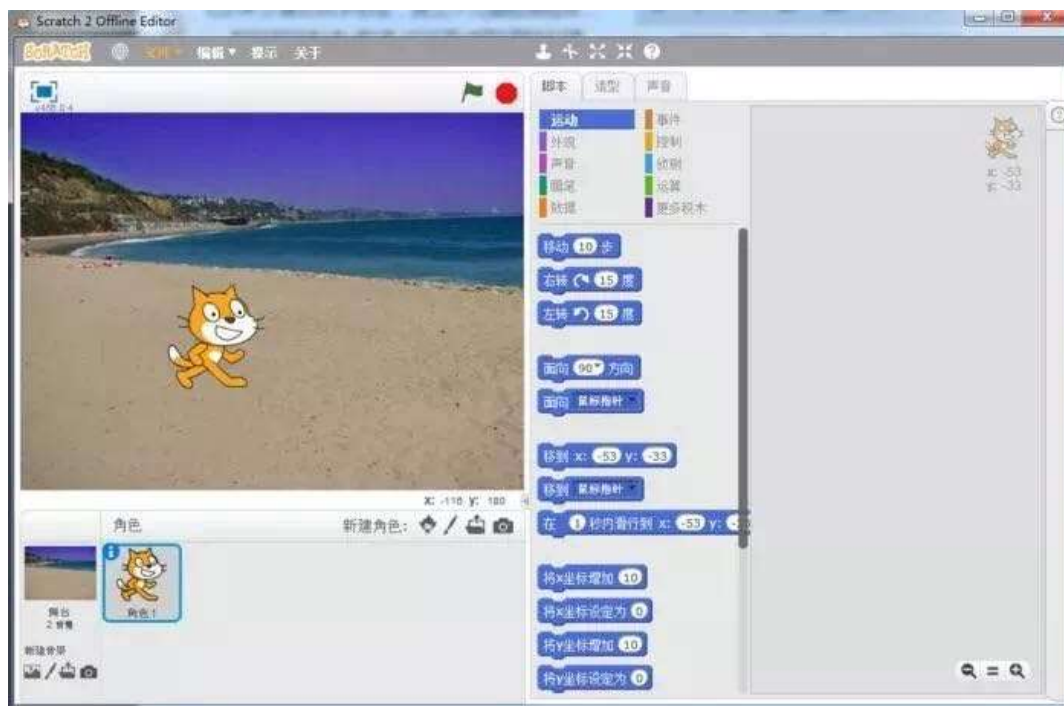 Scratch 2 Offline Editor
SCRATCH 文件 编辑 提示 关于
脚本 造型 声音
运动 事件
外观 控制
声音 侦测
画笔 运算
数据 更多积木
x: -53
y: -33
移动 10 步
右转 15 度
左转 15 度
面向 90 方向
面向 鼠标指针
移到 x: -53 y: -33
移到 鼠标指针
在 1 秒内滑行到 x: -53 y:
将x坐标增加 10
将x坐标设定为 0
将y坐标增加 10
将y坐标设定为 0
y: 180
角色 新建角色:
舞台
2 背景
角色1
新建背景